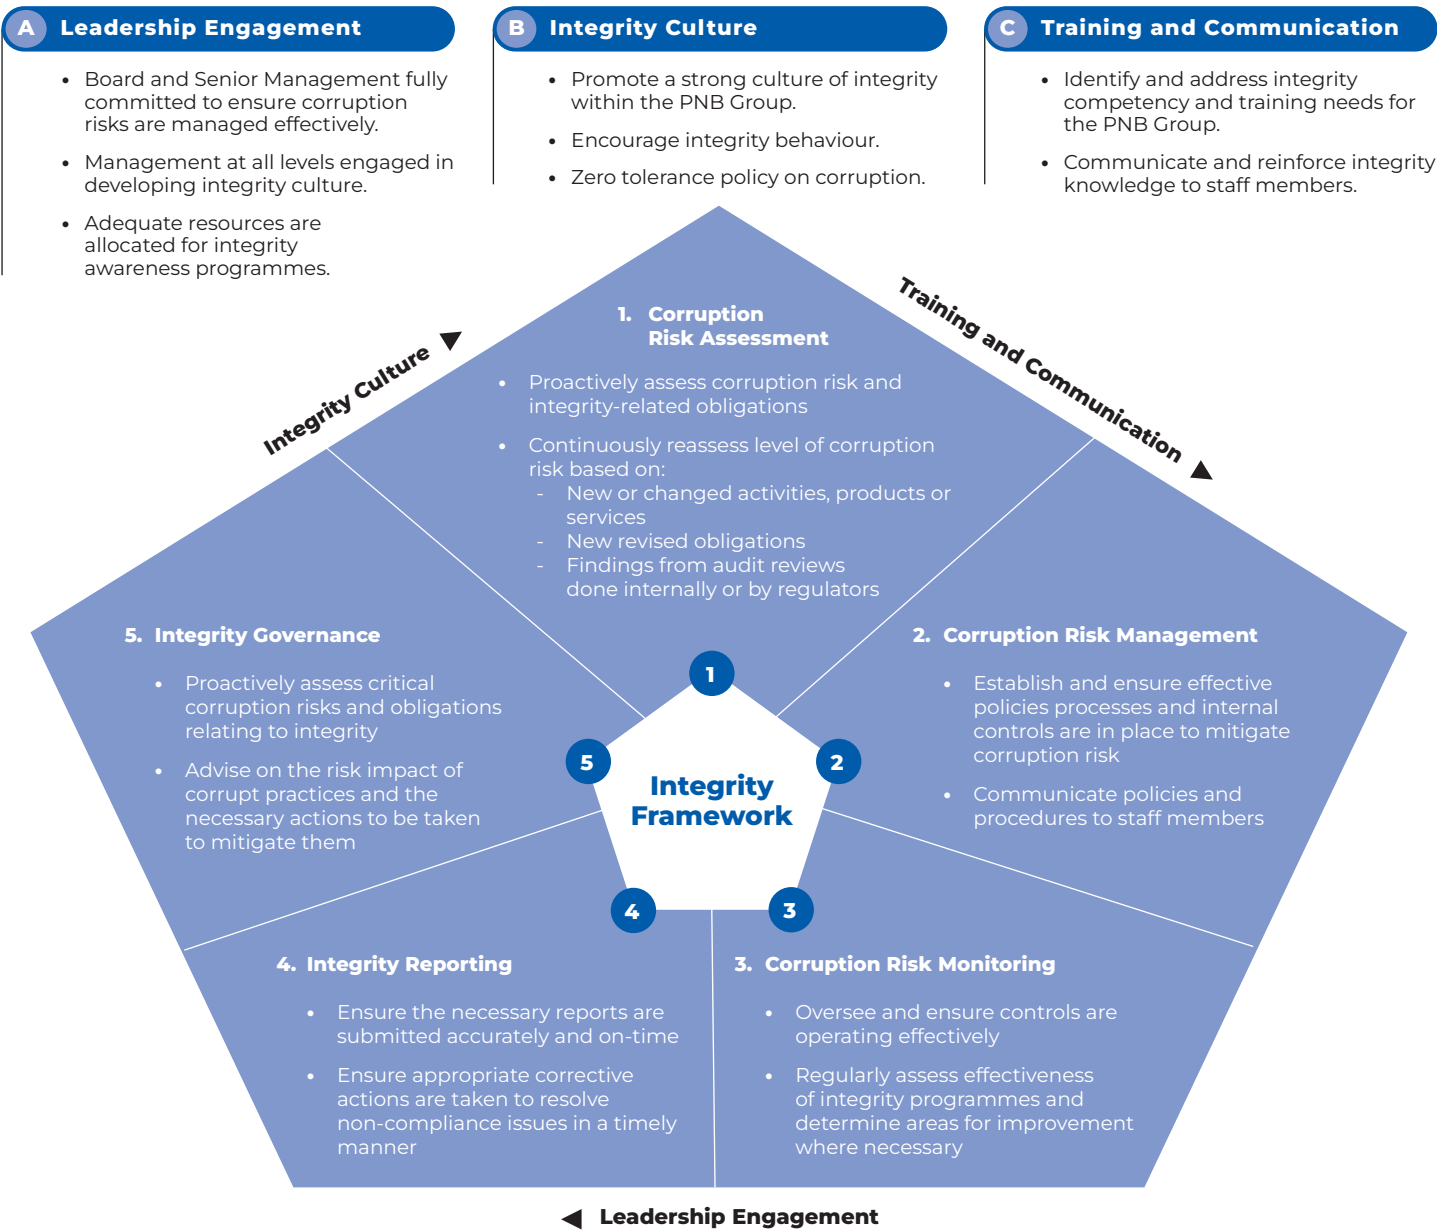 A Leadership Engagement
• Board and Senior Management fully
committed to ensure corruption
risks are managed effectively.
• Management at all levels engaged in
developing integrity culture.
• Adequate resources are
allocated for integrity
awareness programmes.
B Integrity Culture
• Promote a strong culture of integrity
within the PNB Group.
• Encourage integrity behaviour.
• Zero tolerance policy on corruption.
C Training and Communication
• Identify and address integrity
competency and training needs for
the PNB Group.
• Communicate and reinforce integrity
knowledge to staff members.
Integrity Culture
Training and Communication
1. Corruption
Risk Assessment
• Proactively assess corruption risk and
integrity-related obligations
• Continuously reassess level of corruption
risk based on:
- New or changed activities, products or
services
- New revised obligations
- Findings from audit reviews
done internally or by regulators
5. Integrity Governance
• Proactively assess critical
corruption risks and obligations
relating to integrity
• Advise on the risk impact of
corrupt practices and the
necessary actions to be taken
to mitigate them
2. Corruption Risk Management
• Establish and ensure effective
policies processes and internal
controls are in place to mitigate
corruption risk
• Communicate policies and
procedures to staff members
1
5
2
Integrity
Framework
4
3
4. Integrity Reporting
• Ensure the necessary reports are
submitted accurately and on-time
• Ensure appropriate corrective
actions are taken to resolve
non-compliance issues in a timely
manner
3. Corruption Risk Monitoring
• Oversee and ensure controls are
operating effectively
• Regularly assess effectiveness
of integrity programmes and
determine areas for improvement
where necessary
Leadership Engagement